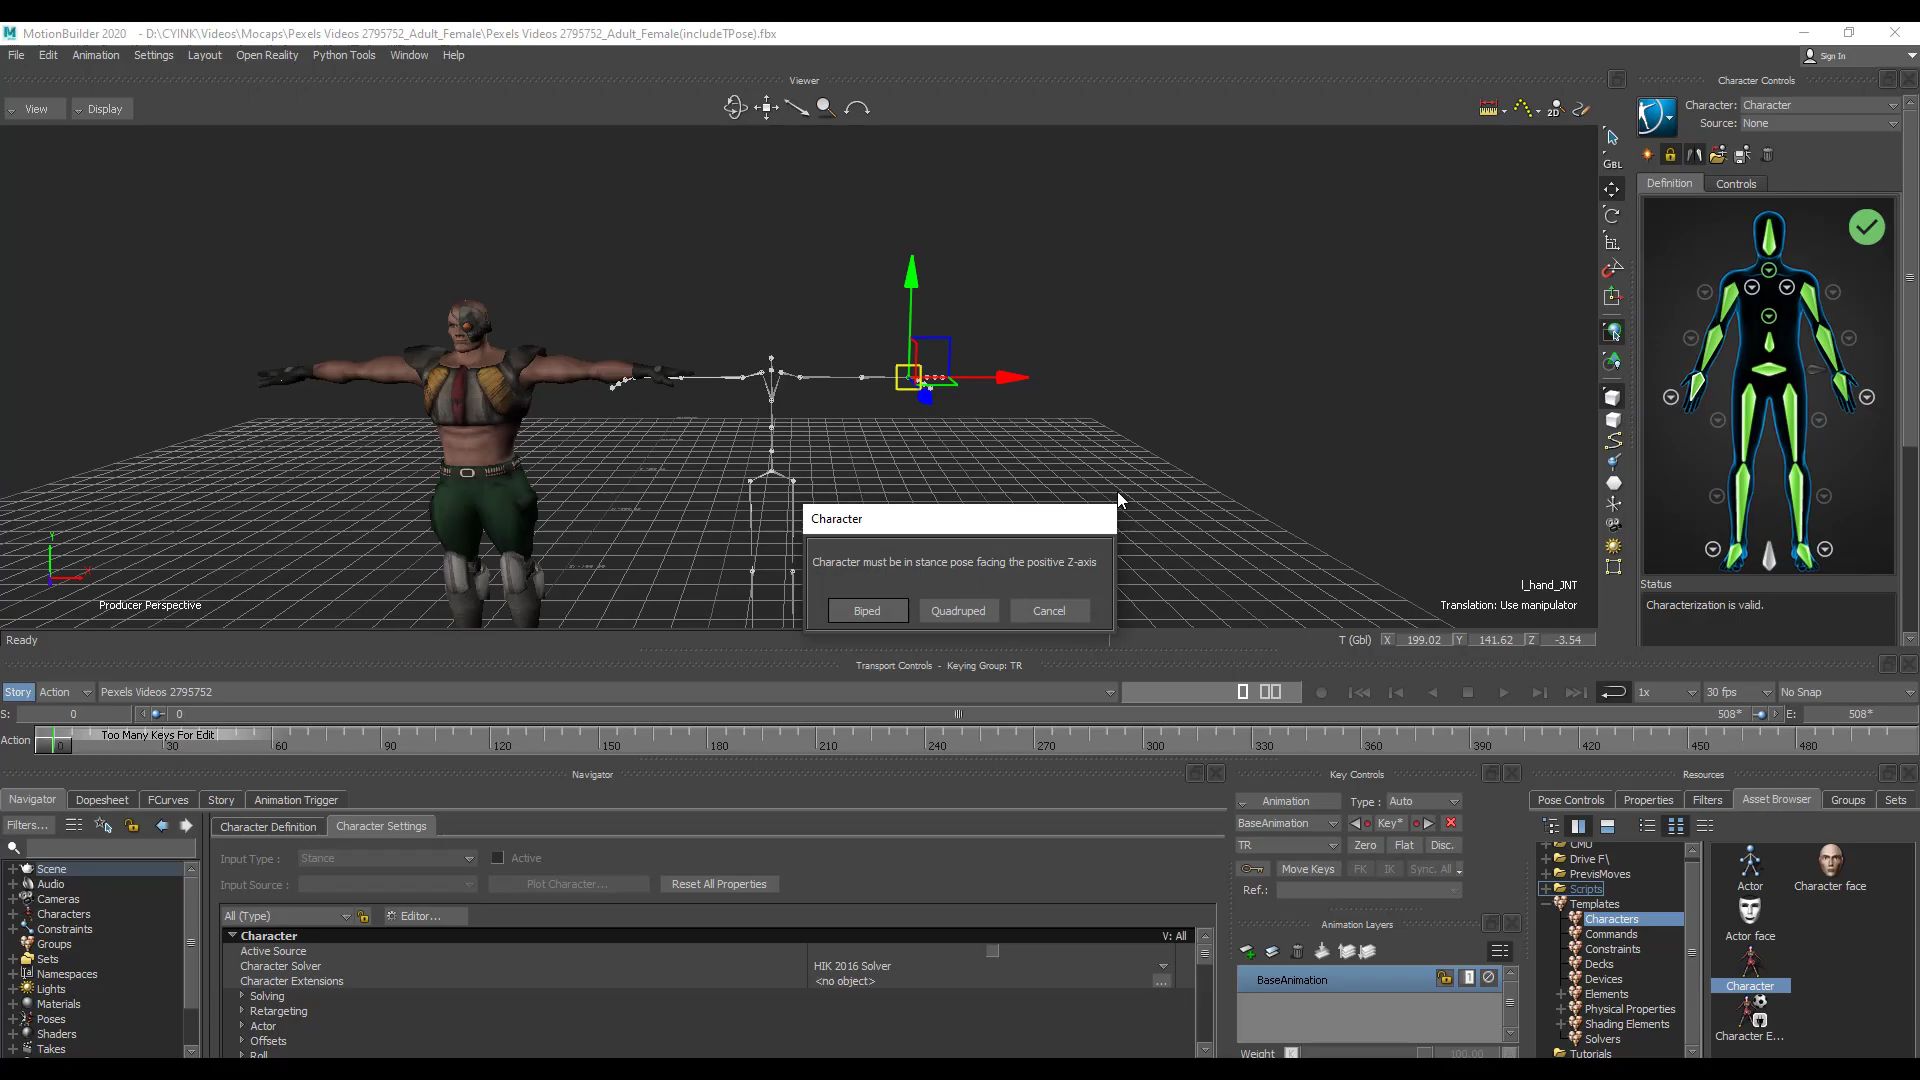 MotionBuilder 2020 - D:\CYINK\Videos\Mocaps\Pexels Videos 2795752_Adult_Female\Pexels Videos 2795752_Adult_Female(includeTPose).fbx
File Edit Animation Settings Layout Open Reality Python Tools Window Help
Sign In
Viewer
Character Controls
View Display
2D
Character: Character
Source: None
GBL
Definition Controls
Y
X
Producer Perspective
l_hand_JNT
Translation: Use manipulator
Character
Character must be in stance pose facing the positive Z-axis
Biped Quadruped Cancel
Status
Characterization is valid.
Ready
T (Gbl) X 199.02 Y 141.62 Z -3.54
Transport Controls - Keying Group: TR
Story Action Pexels Videos 2795752
1x 30 fps No Snap
S: 0 0 508* E: 508*
Action Too Many Keys For Edit
0 30 60 90 120 150 180 210 240 270 300 330 360 390 420 450 480
Navigator
Key Controls
Resources
Navigator Dopesheet FCurves Story Animation Trigger
Filters...
Scene
Audio
Cameras
Characters
Constraints
Groups
Sets
Namespaces
Lights
Materials
Poses
Shaders
Takes
Character Definition Character Settings
Input Type : Stance Active
Input Source : Plot Character... Reset All Properties
All (Type) Editor...
Character V: All
Active Source
Character Solver HIK 2016 Solver
Character Extensions <no object> ...
Solving
Retargeting
Actor
Offsets
Roll
Animation Type : Auto
BaseAnimation Key*
TR Zero Flat Disc.
Move Keys FK IK Sync. All
Ref.:
Animation Layers
BaseAnimation 1
Weight K 100.00
Pose Controls Properties Filters Asset Browser Groups Sets
CMU
Drive F\
PrevisMoves
Scripts
Templates
Characters
Commands
Constraints
Decks
Devices
Elements
Physical Properties
Shading Elements
Solvers
Tutorials
Actor Character face
Actor face
Character
Character E...